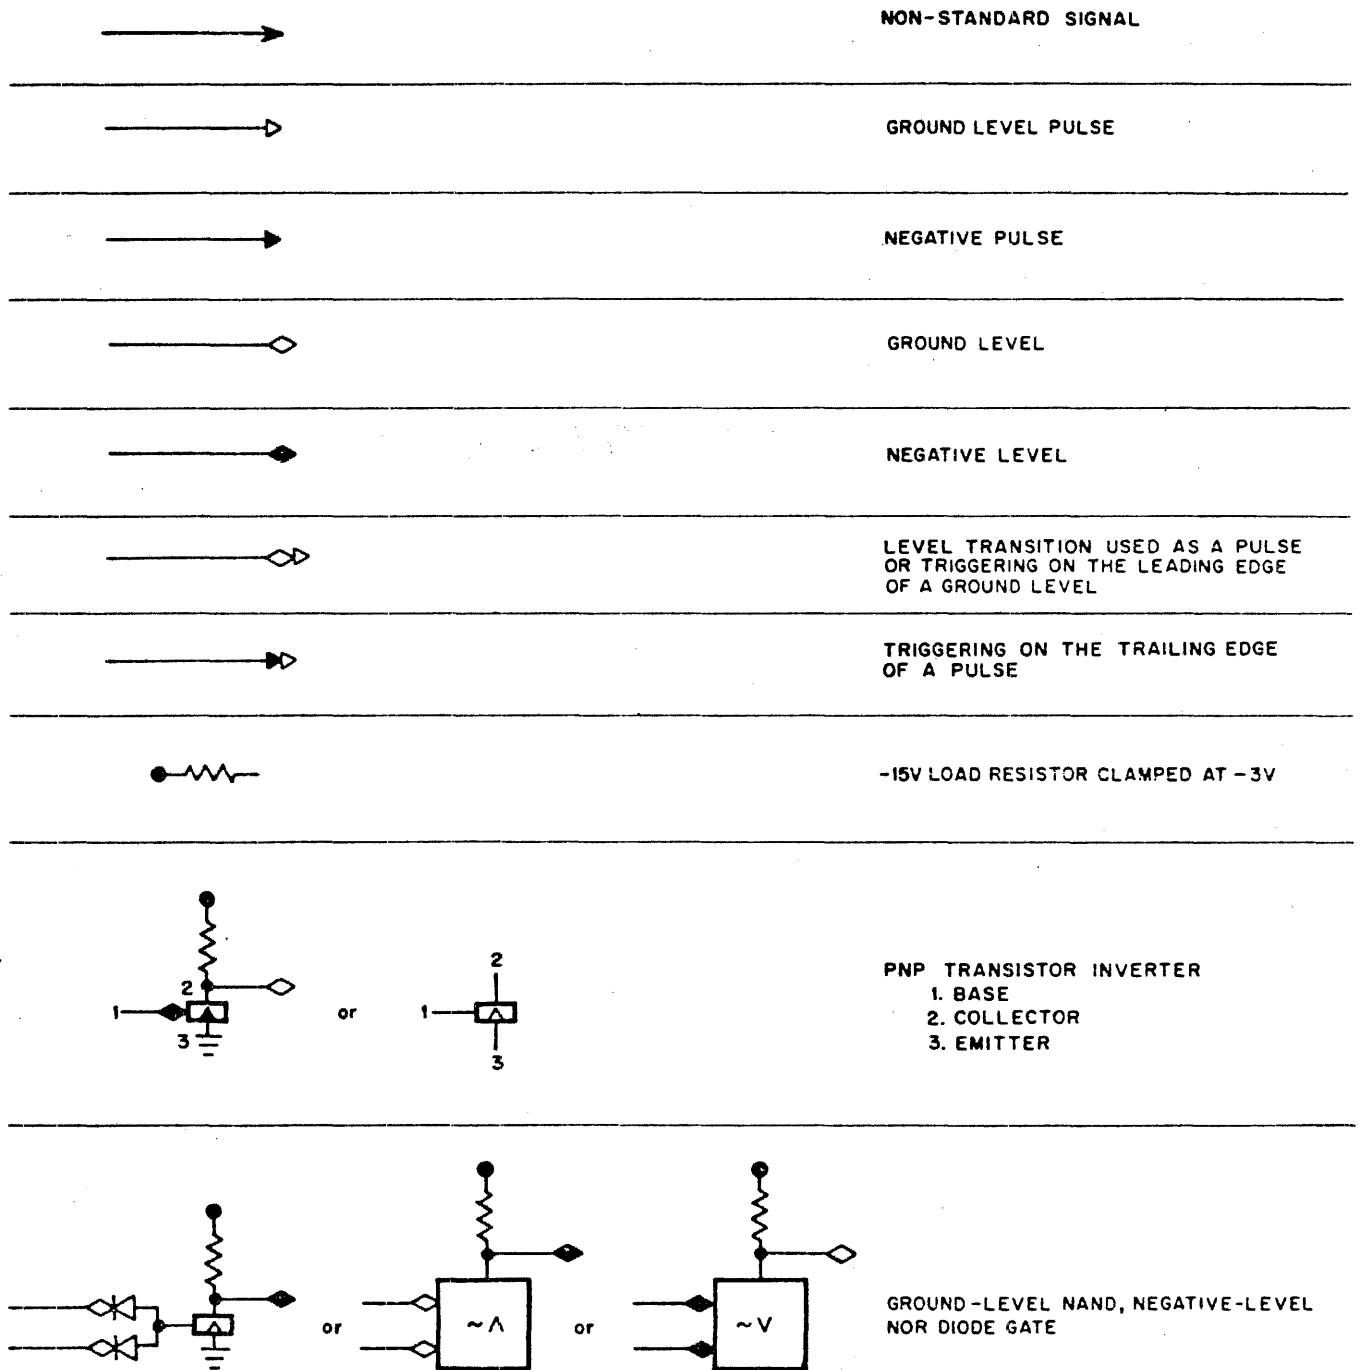 NON-STANDARD SIGNAL
GROUND LEVEL PULSE
NEGATIVE PULSE
GROUND LEVEL
NEGATIVE LEVEL
LEVEL TRANSITION USED AS A PULSE
OR TRIGGERING ON THE LEADING EDGE
OF A GROUND LEVEL
TRIGGERING ON THE TRAILING EDGE
OF A PULSE
-15V LOAD RESISTOR CLAMPED AT -3V
2
1
3
or
2
1
3
PNP TRANSISTOR INVERTER
1. BASE
2. COLLECTOR
3. EMITTER
or
~Λ
or
~V
GROUND-LEVEL NAND, NEGATIVE-LEVEL
NOR DIODE GATE